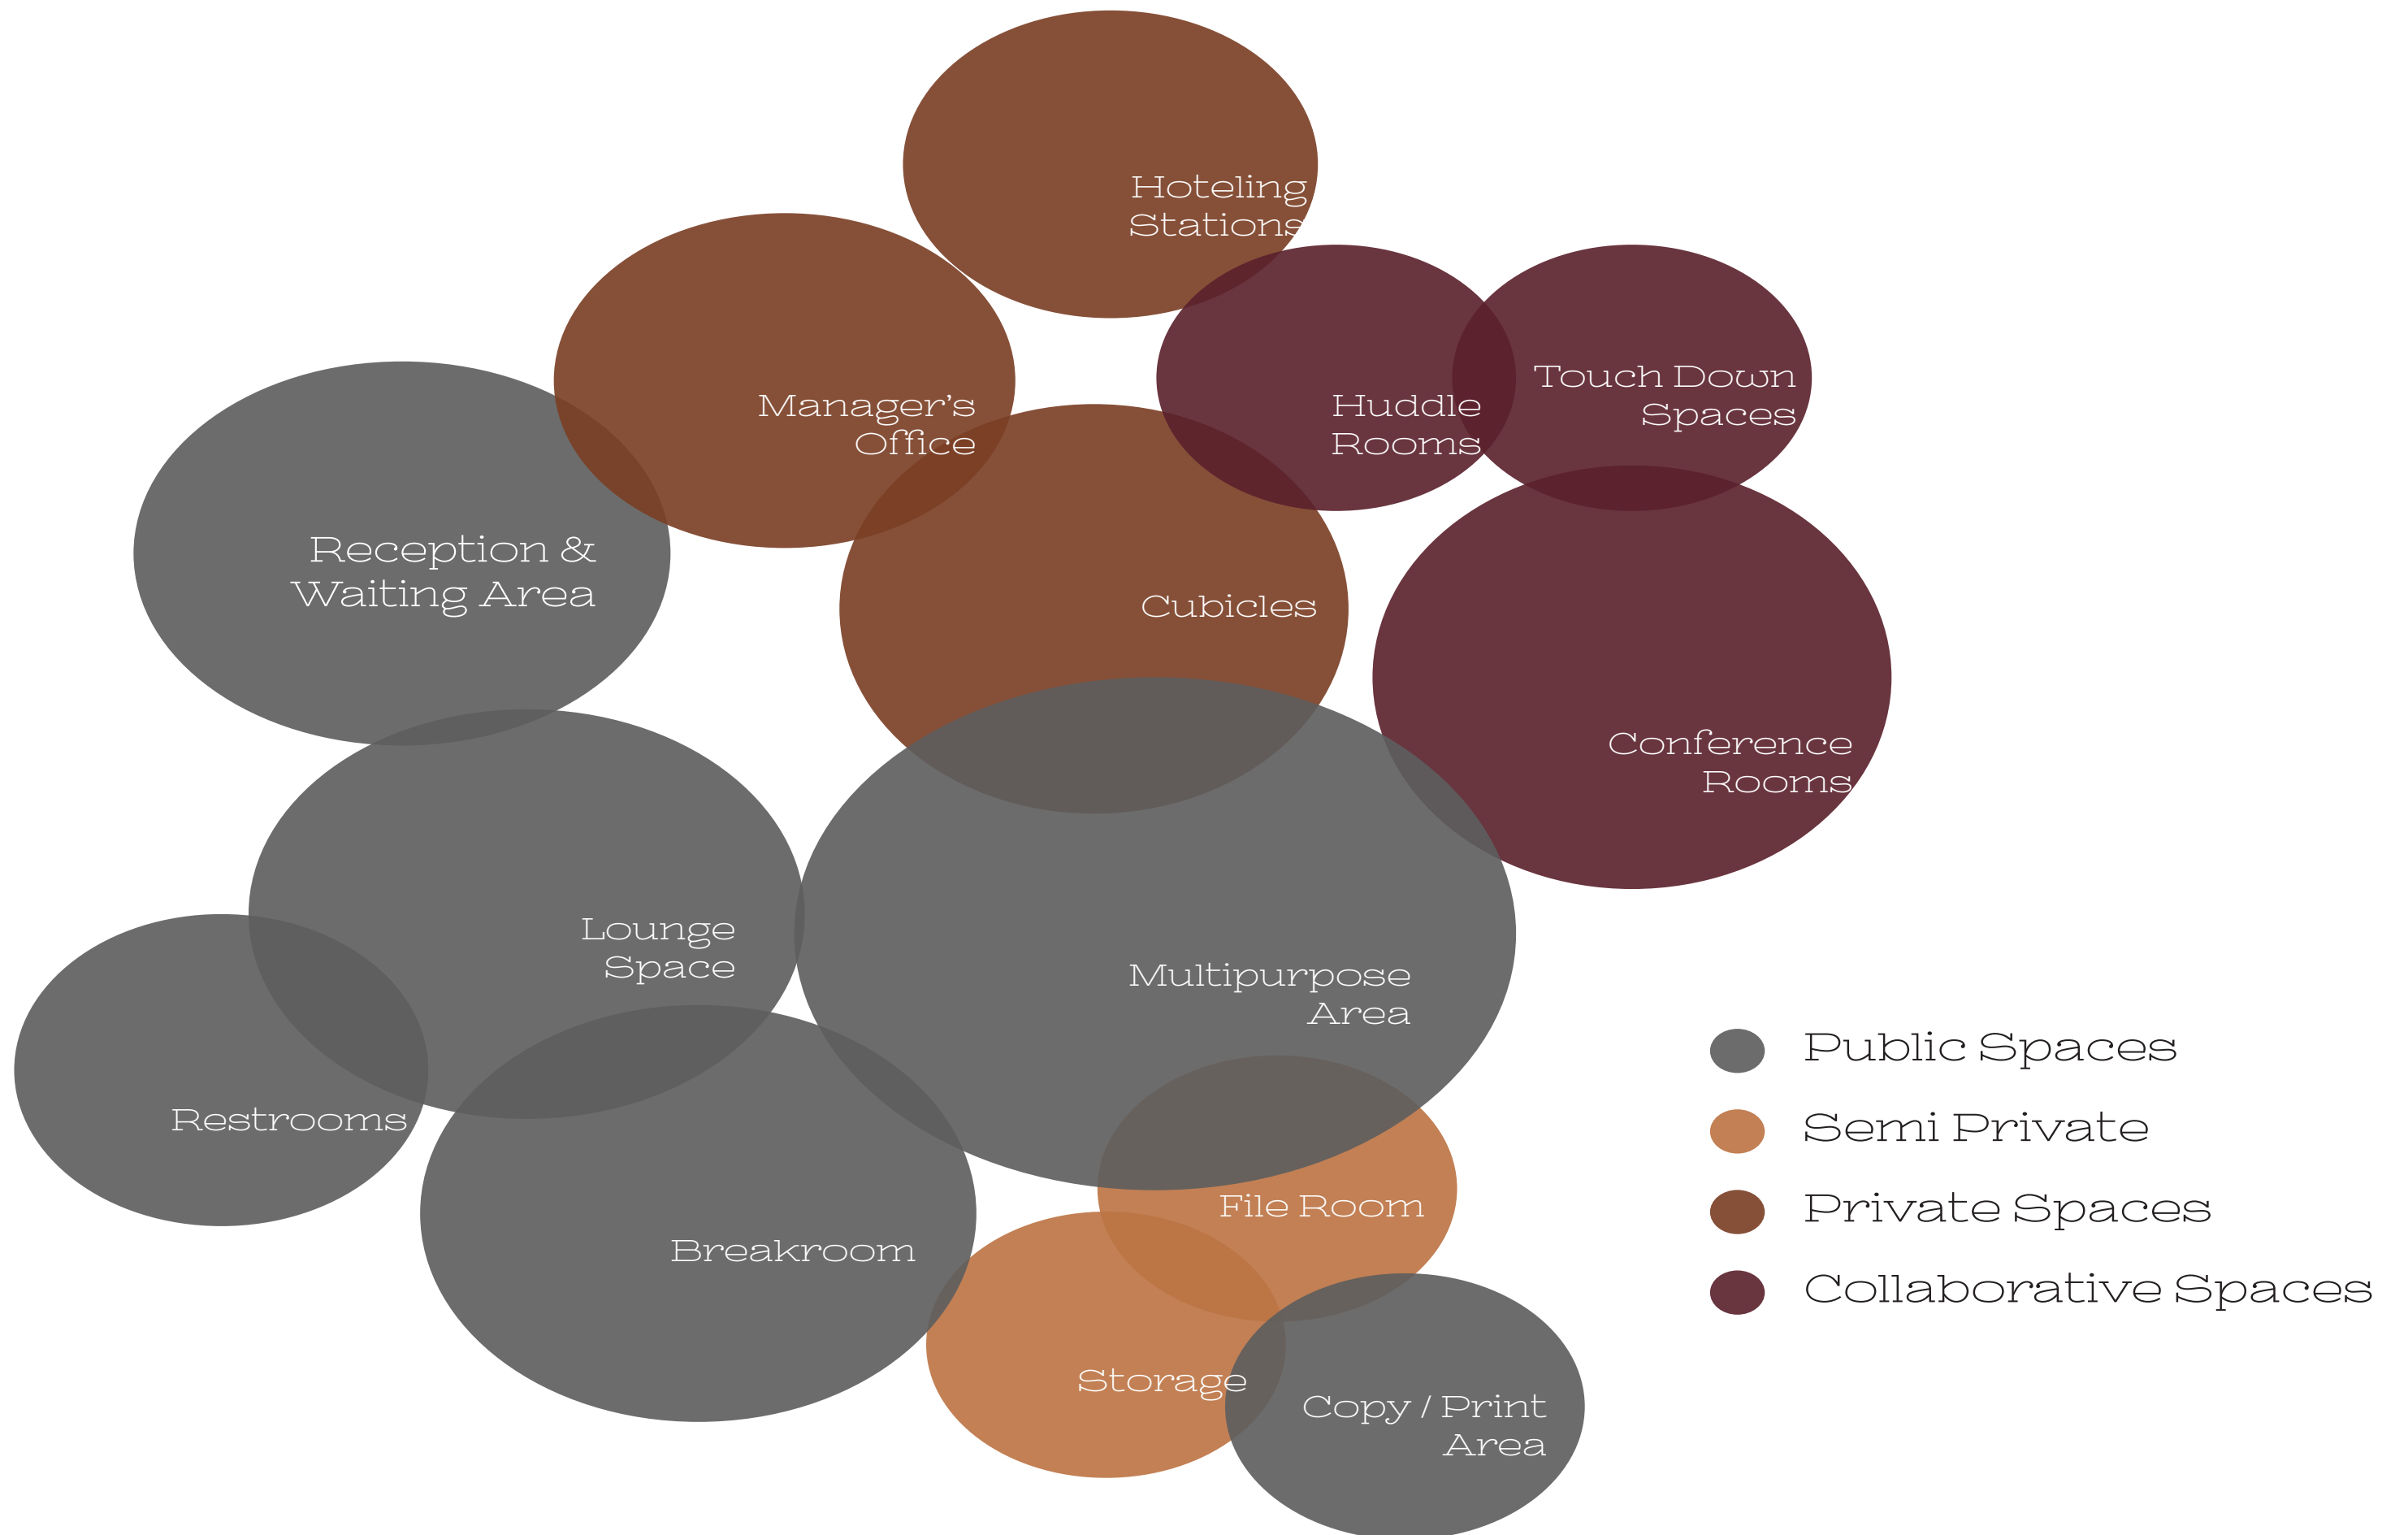 Hoteling
Stations
Manager's
Office
Huddle
Rooms
Touch Down
Spaces
Reception &
Waiting Area
Cubicles
Conference
Rooms
Lounge
Space
Multipurpose
Area
Restrooms
Breakroom
File Room
Storage
Copy / Print
Area
Public Spaces
Semi Private
Private Spaces
Collaborative Spaces